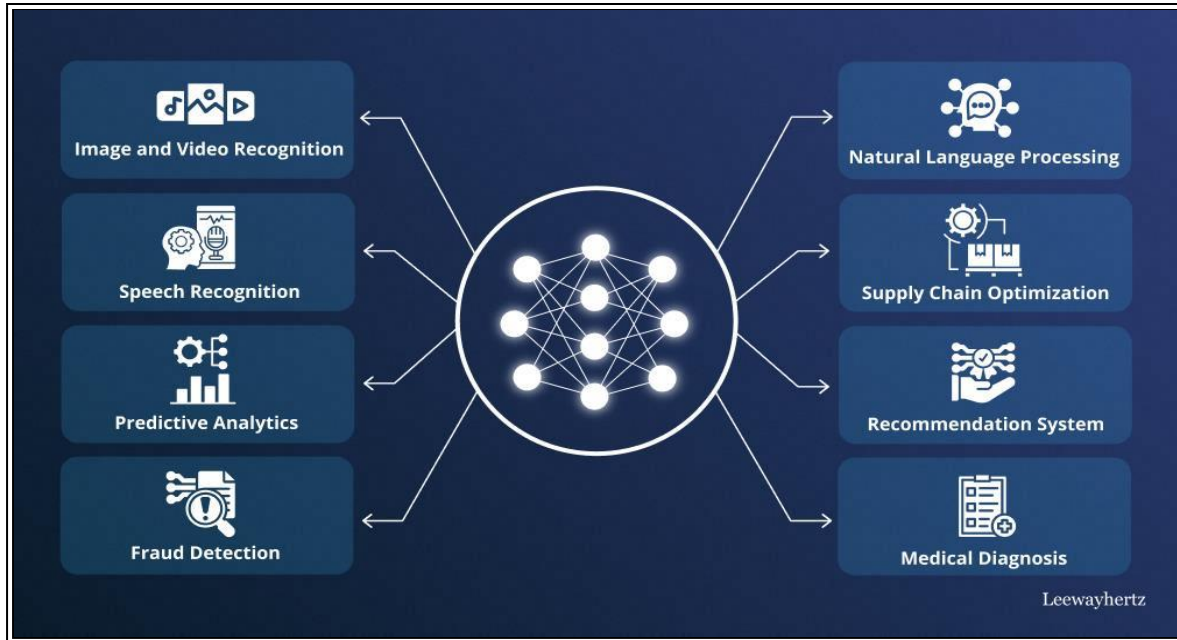 Image and Video Recognition
Speech Recognition
Predictive Analytics
Fraud Detection
Natural Language Processing
Supply Chain Optimization
Recommendation System
Medical Diagnosis
Leewayhertz